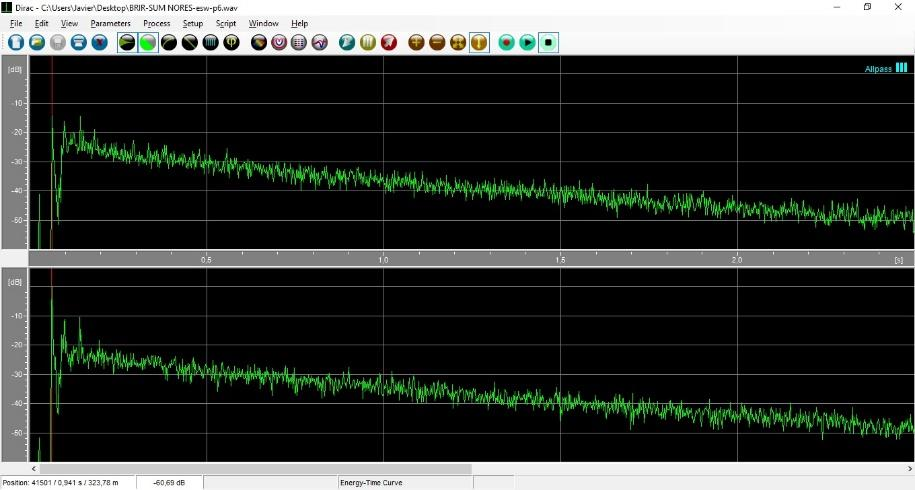 Dirac - C:\Users\Javier\Desktop\BRIR-SUM NORES-esw-p6.wav
File Edit View Parameters Process Setup Script Window Help
[dB]
Allpass
-10
-20
-30
-40
-50
0,5 1,0 1,5 2,0 [s]
[dB]
-10
-20
-30
-40
-50
Position: 41501 / 0,941 s / 323,78 m -60,69 dB Energy-Time Curve